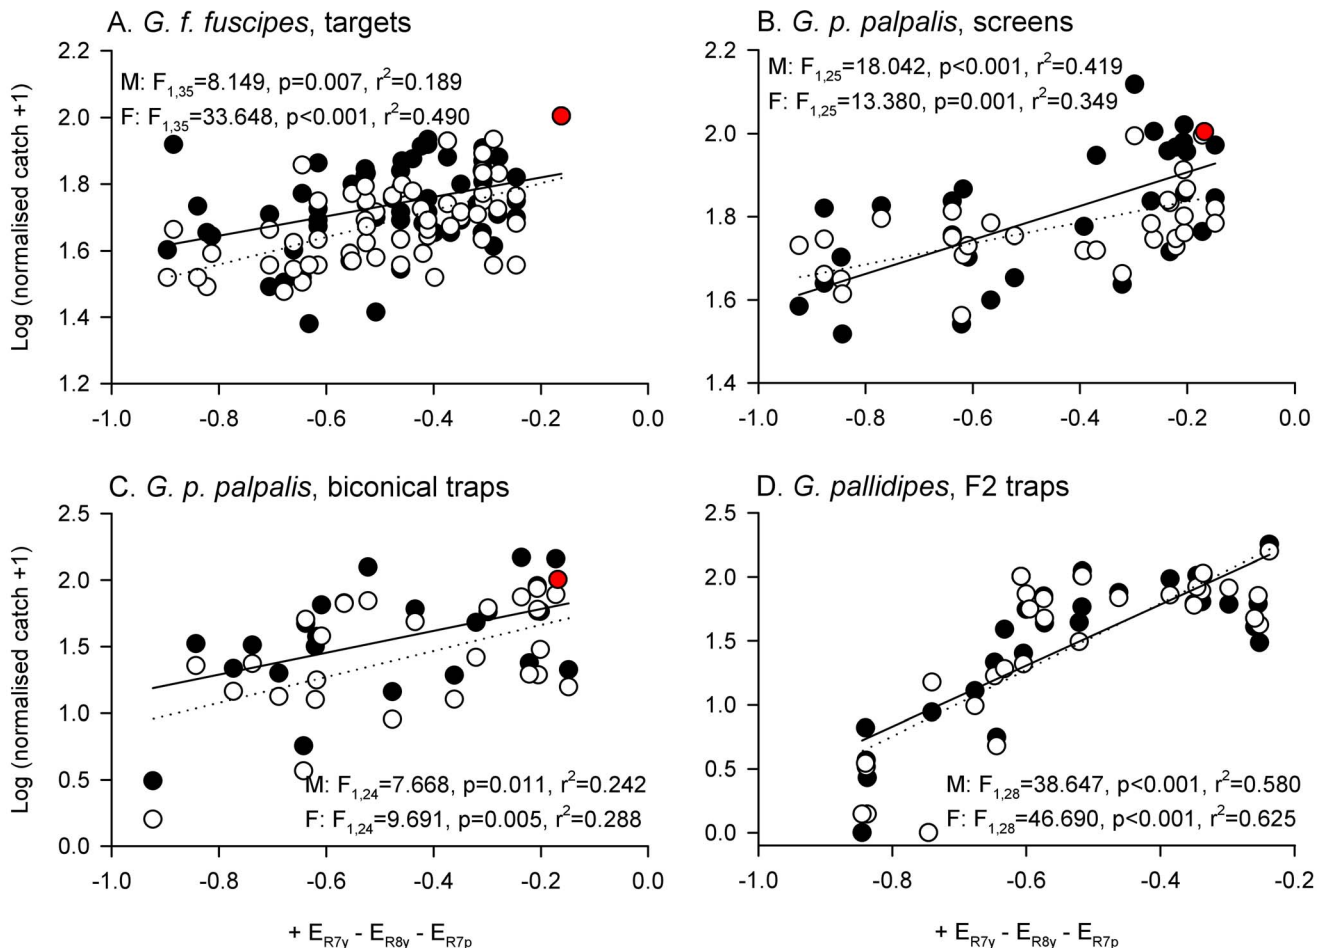 A. G. f. fuscipes, targets
M: F1,35=8.149, p=0.007, r2=0.189
F: F1,35=33.648, p<0.001, r2=0.490
Log (normalised catch +1)
2.2
2.0
1.8
1.6
1.4
1.2
-1.0 -0.8 -0.6 -0.4 -0.2 0.0
B. G. p. palpalis, screens
M: F1,25=18.042, p<0.001, r2=0.419
F: F1,25=13.380, p=0.001, r2=0.349
2.2
2.0
1.8
1.6
1.4
-1.0 -0.8 -0.6 -0.4 -0.2 0.0
C. G. p. palpalis, biconical traps
Log (normalised catch +1)
2.5
2.0
1.5
1.0
0.5
0.0
M: F1,24=7.668, p=0.011, r2=0.242
F: F1,24=9.691, p=0.005, r2=0.288
-1.0 -0.8 -0.6 -0.4 -0.2 0.0
+ ER7y - ER8y - ER7p
D. G. pallidipes, F2 traps
2.5
2.0
1.5
1.0
0.5
0.0
M: F1,28=38.647, p<0.001, r2=0.580
F: F1,28=46.690, p<0.001, r2=0.625
-1.0 -0.8 -0.6 -0.4 -0.2
+ ER7y - ER8y - ER7p